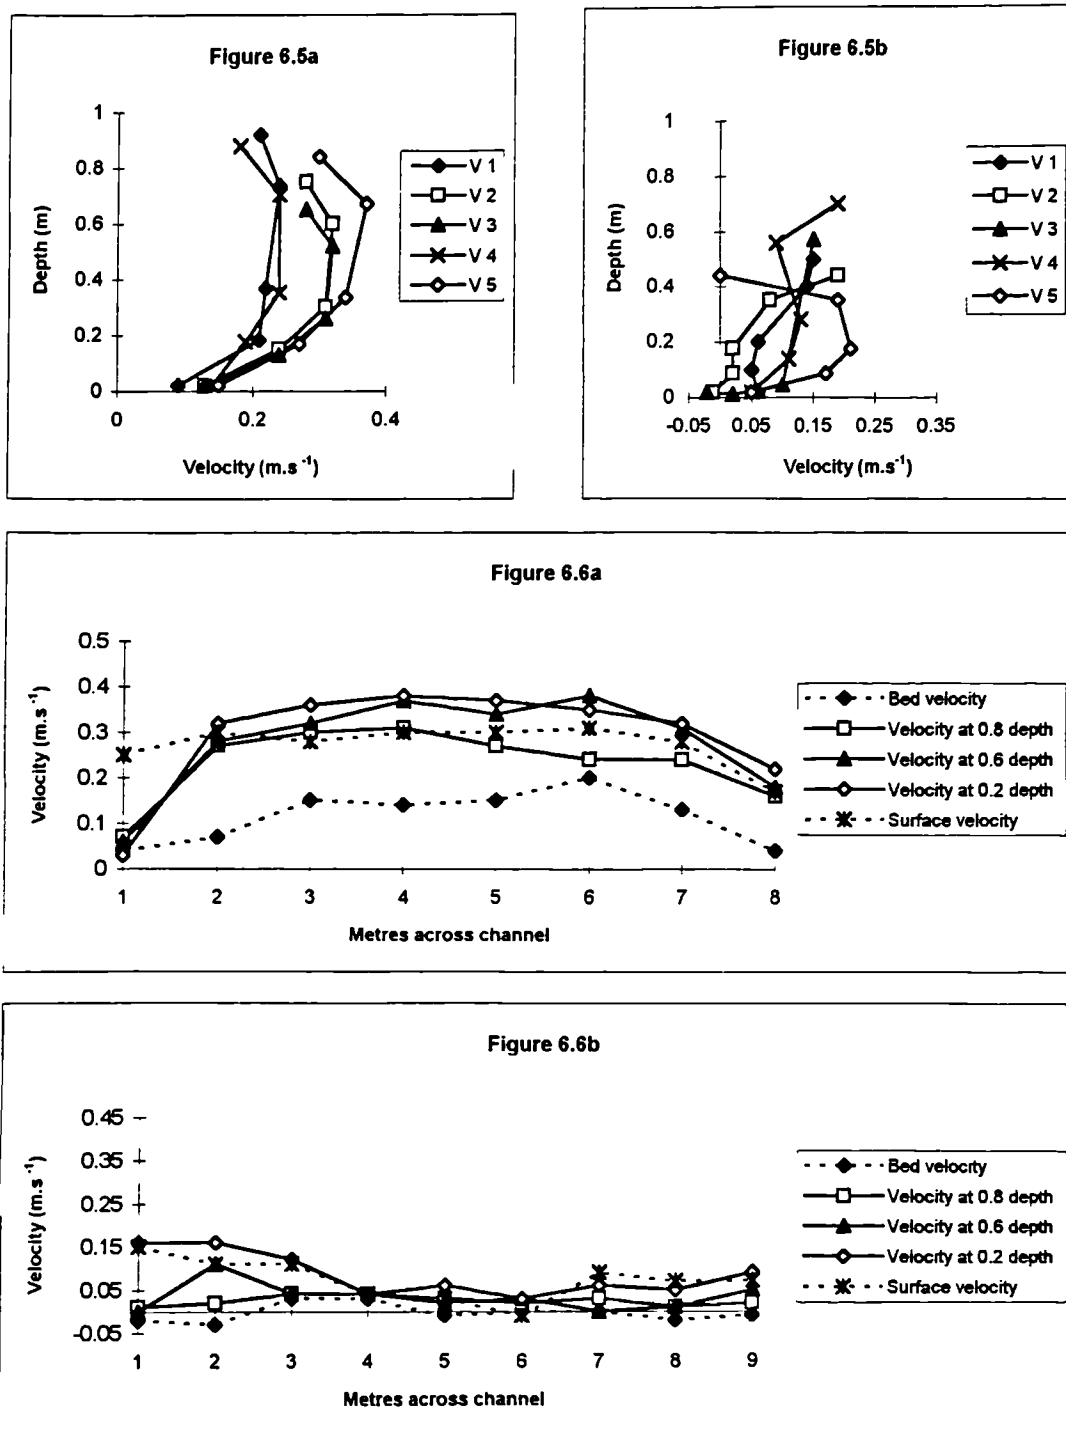 Figure 6.5a
1
0.8
0.6
0.4
0.2
0
Depth (m)
0 0.2 0.4
Velocity (m.s⁻¹)
V 1
V 2
V 3
V 4
V 5
Figure 6.5b
1
0.8
0.6
0.4
0.2
0
Depth (m)
-0.05 0.05 0.15 0.25 0.35
Velocity (m.s⁻¹)
V 1
V 2
V 3
V 4
V 5
Figure 6.6a
0.5
0.4
0.3
0.2
0.1
0
Velocity (m.s⁻¹)
1 2 3 4 5 6 7 8
Metres across channel
Bed velocity
Velocity at 0.8 depth
Velocity at 0.6 depth
Velocity at 0.2 depth
Surface velocity
Figure 6.6b
0.45
0.35
0.25
0.15
0.05
-0.05
Velocity (m.s⁻¹)
1 2 3 4 5 6 7 8 9
Metres across channel
Bed velocity
Velocity at 0.8 depth
Velocity at 0.6 depth
Velocity at 0.2 depth
Surface velocity